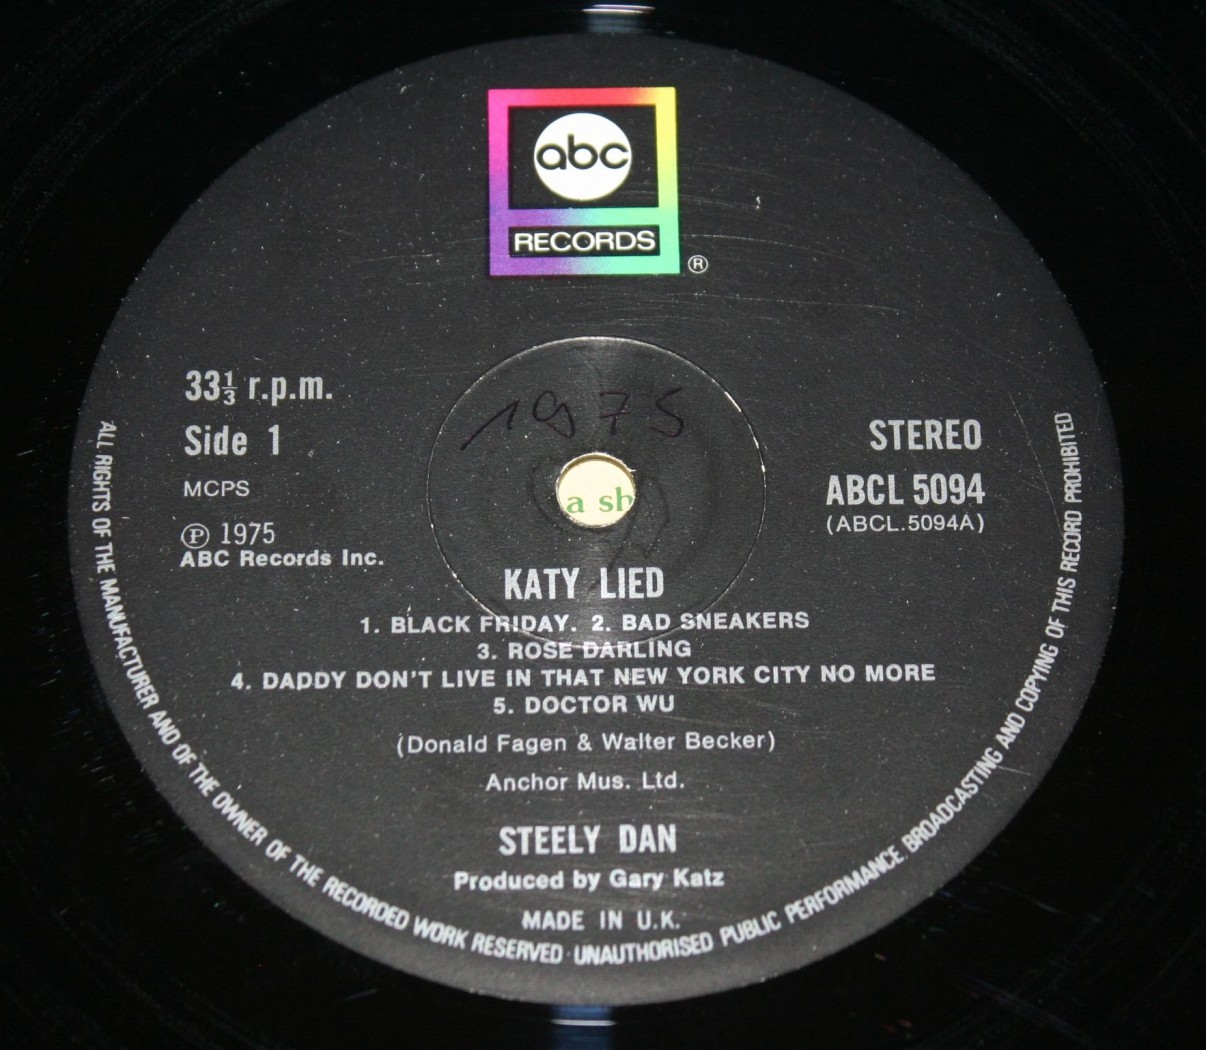 abc
RECORDS
®
33⅓ r.p.m.
Side 1
MCPS
℗ 1975
ABC Records Inc.
1975
STEREO
ABCL 5094
(ABCL.5094A)
a sh
KATY LIED
1. BLACK FRIDAY. 2. BAD SNEAKERS
3. ROSE DARLING
4. DADDY DON'T LIVE IN THAT NEW YORK CITY NO MORE
5. DOCTOR WU
(Donald Fagen & Walter Becker)
Anchor Mus. Ltd.
STEELY DAN
Produced by Gary Katz
MADE IN U.K.
ALL RIGHTS OF THE MANUFACTURER AND OF THE OWNER OF THE RECORDED WORK RESERVED · UNAUTHORISED PUBLIC PERFORMANCE BROADCASTING AND COPYING OF THIS RECORD PROHIBITED